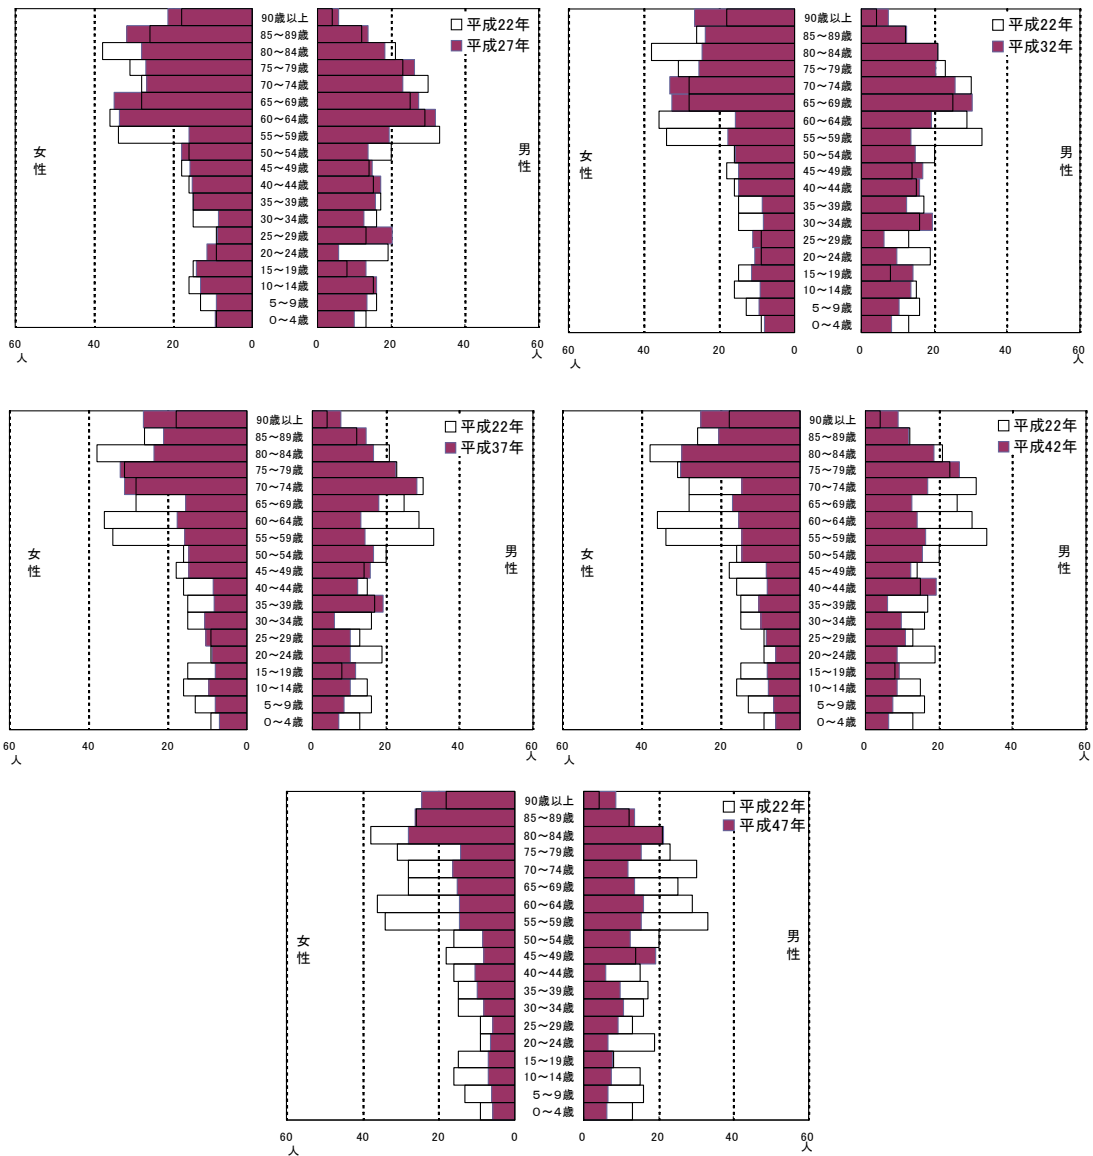 平成22年
平成27年
90歳以上
85～89歳
80～84歳
75～79歳
70～74歳
65～69歳
60～64歳
55～59歳
50～54歳
45～49歳
40～44歳
35～39歳
30～34歳
25～29歳
20～24歳
15～19歳
10～14歳
5～9歳
0～4歳
女性
男性
60 40 20 0 0 20 40 60
人 人
平成22年
平成32年
90歳以上
85～89歳
80～84歳
75～79歳
70～74歳
65～69歳
60～64歳
55～59歳
50～54歳
45～49歳
40～44歳
35～39歳
30～34歳
25～29歳
20～24歳
15～19歳
10～14歳
5～9歳
0～4歳
女性
男性
60 40 20 0 0 20 40 60
人 人
平成22年
平成37年
90歳以上
85～89歳
80～84歳
75～79歳
70～74歳
65～69歳
60～64歳
55～59歳
50～54歳
45～49歳
40～44歳
35～39歳
30～34歳
25～29歳
20～24歳
15～19歳
10～14歳
5～9歳
0～4歳
女性
男性
60 40 20 0 0 20 40 60
人 人
平成22年
平成42年
90歳以上
85～89歳
80～84歳
75～79歳
70～74歳
65～69歳
60～64歳
55～59歳
50～54歳
45～49歳
40～44歳
35～39歳
30～34歳
25～29歳
20～24歳
15～19歳
10～14歳
5～9歳
0～4歳
女性
男性
60 40 20 0 0 20 40 60
人 人
平成22年
平成47年
90歳以上
85～89歳
80～84歳
75～79歳
70～74歳
65～69歳
60～64歳
55～59歳
50～54歳
45～49歳
40～44歳
35～39歳
30～34歳
25～29歳
20～24歳
15～19歳
10～14歳
5～9歳
0～4歳
女性
男性
60 40 20 0 0 20 40 60
人 人